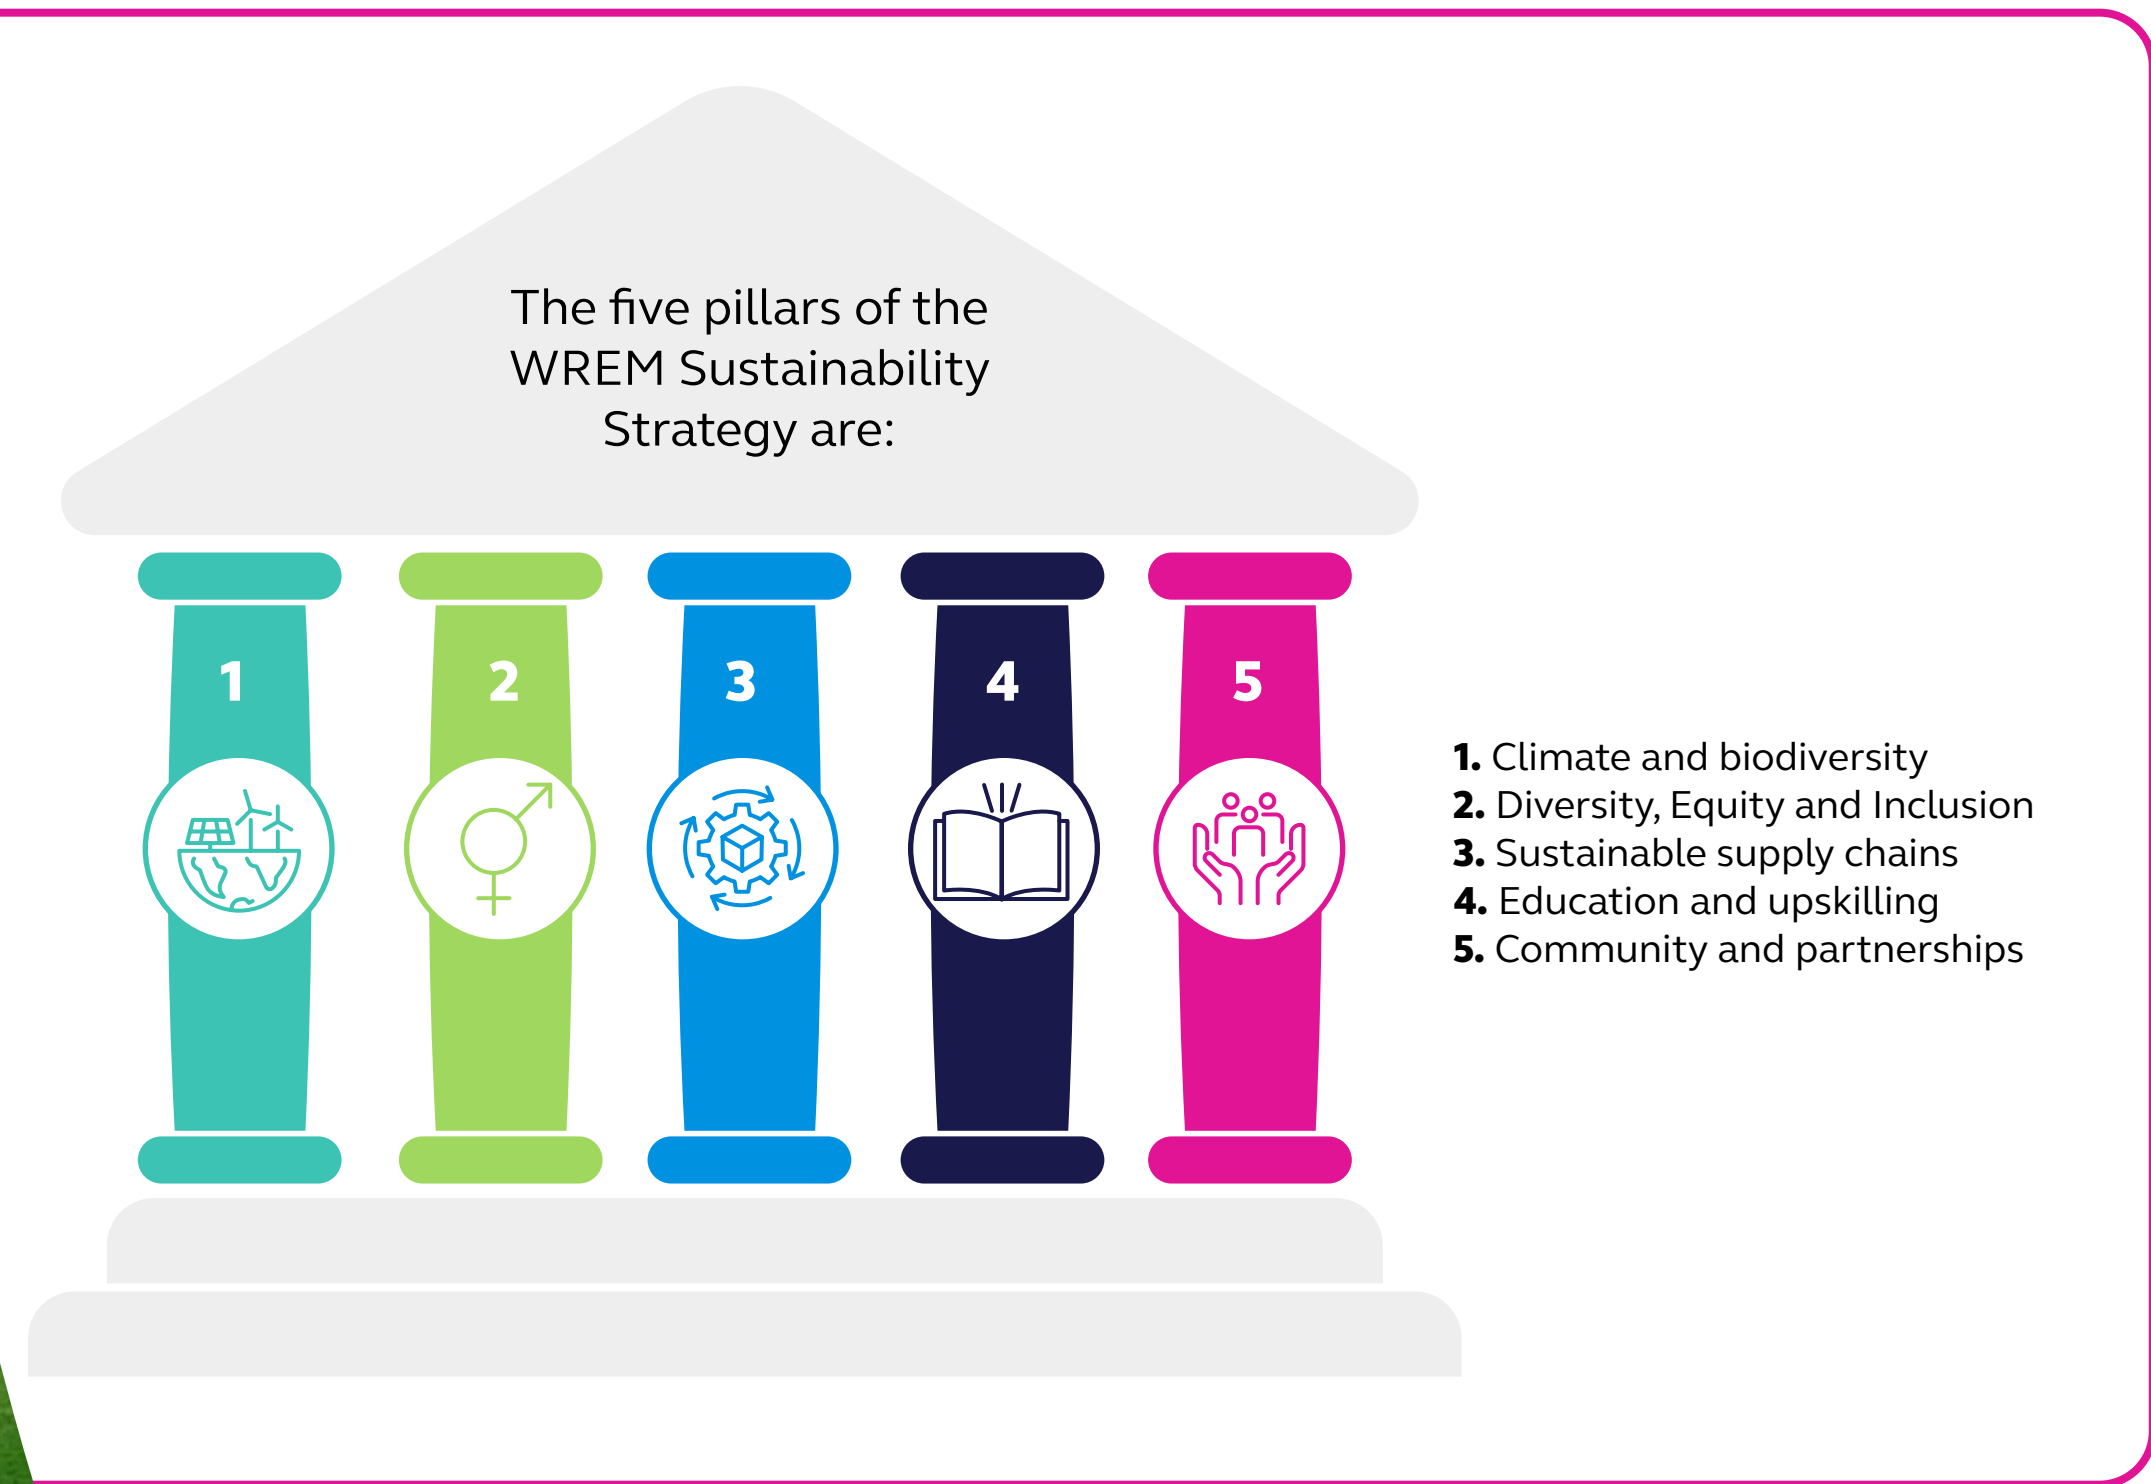 The five pillars of the
WREM Sustainability
Strategy are:
1
2
3
4
5
1. Climate and biodiversity
2. Diversity, Equity and Inclusion
3. Sustainable supply chains
4. Education and upskilling
5. Community and partnerships